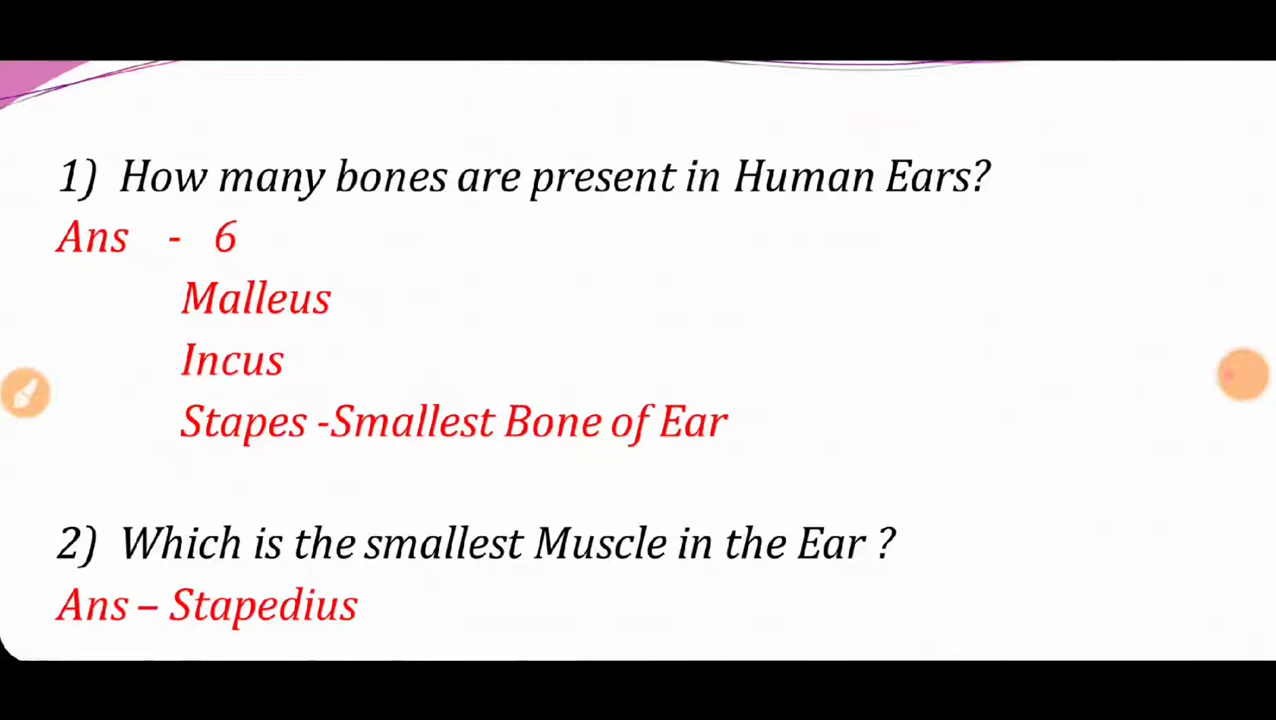 1) How many bones are present in Human Ears?
Ans - 6
Malleus
Incus
Stapes -Smallest Bone of Ear
2) Which is the smallest Muscle in the Ear ?
Ans – Stapedius